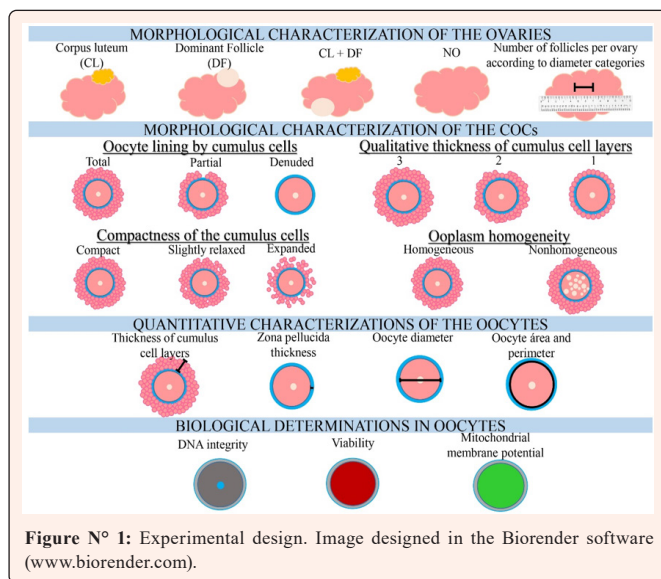 MORPHOLOGICAL CHARACTERIZATION OF THE OVARIES
Corpus luteum
(CL)
Dominant Follicle
(DF)
CL + DF
NO
Number of follicles per ovary
according to diameter categories
MORPHOLOGICAL CHARACTERIZATION OF THE COCs
Oocyte lining by cumulus cells
Total
Partial
Denuded
Qualitative thickness of cumulus cell layers
3
2
1
Compactness of the cumulus cells
Compact
Slightly relaxed
Expanded
Ooplasm homogeneity
Homogeneous
Nonhomogeneous
QUANTITATIVE CHARACTERIZATIONS OF THE OOCYTES
Thickness of cumulus
cell layers
Zona pellucida
thickness
Oocyte diameter
Oocyte área and
perimeter
BIOLOGICAL DETERMINATIONS IN OOCYTES
DNA integrity
Viability
Mitochondrial
membrane potential
Figure N° 1: Experimental design. Image designed in the Biorender software
(www.biorender.com).